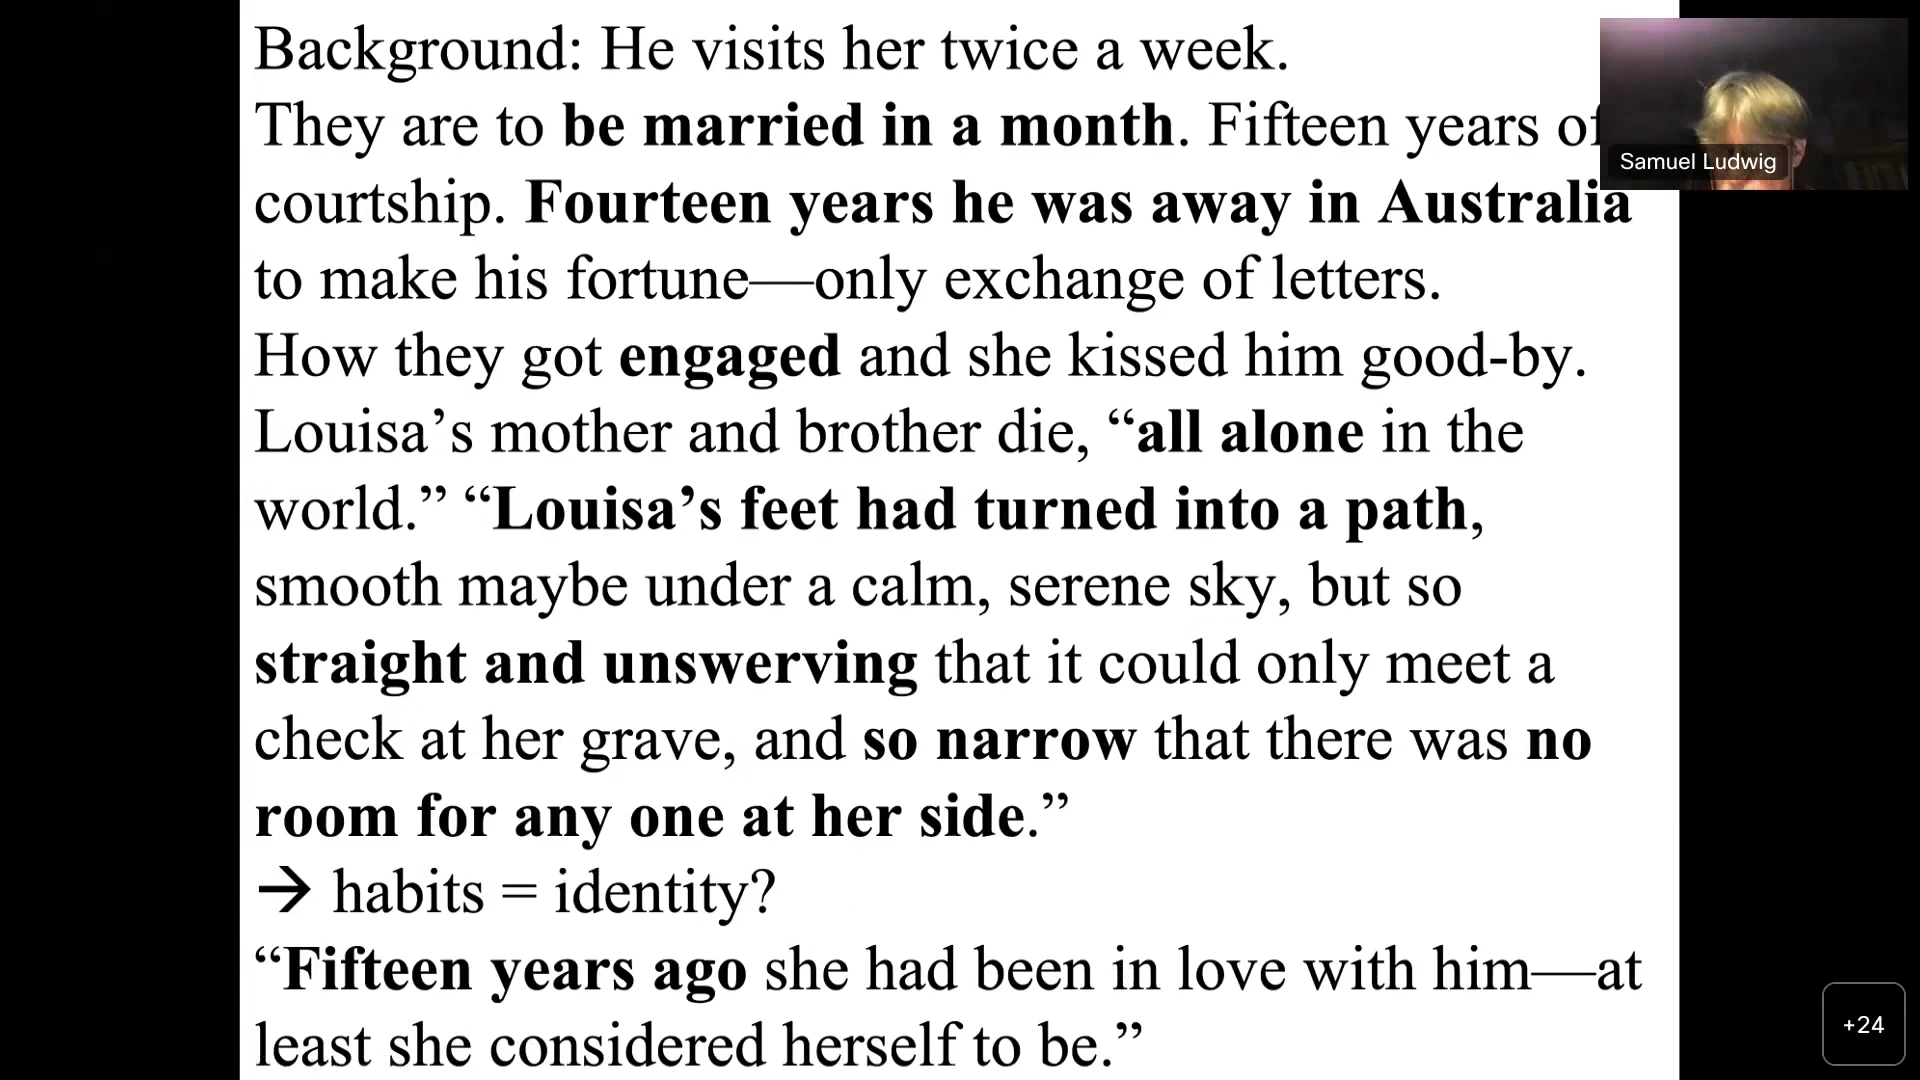 Background: He visits her twice a week.
They are to be married in a month. Fifteen years of
courtship. Fourteen years he was away in Australia
to make his fortune—only exchange of letters.
How they got engaged and she kissed him good-by.
Louisa’s mother and brother die, “all alone in the
world.” “Louisa’s feet had turned into a path,
smooth maybe under a calm, serene sky, but so
straight and unswerving that it could only meet a
check at her grave, and so narrow that there was no
room for any one at her side.”
→ habits = identity?
“Fifteen years ago she had been in love with him—at
least she considered herself to be.”
Samuel Ludwig
+24